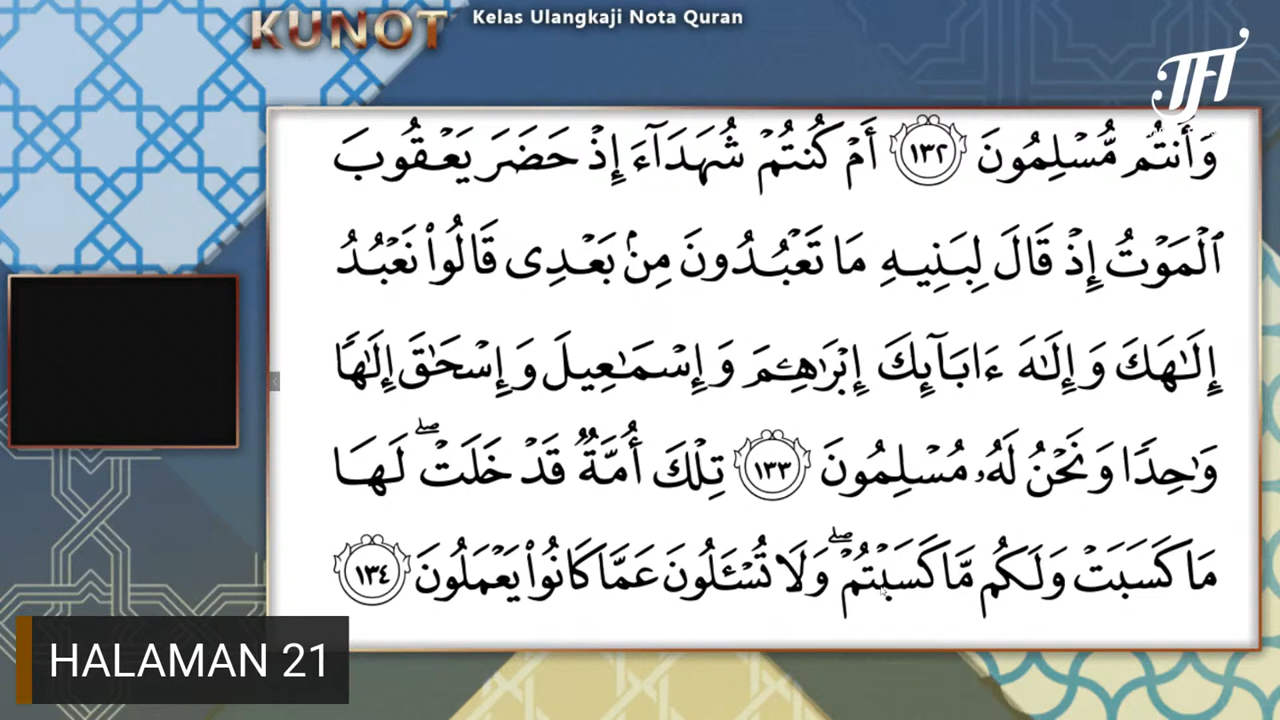 KUNOT
Kelas Ulangkaji Nota Quran
وَأَنتُم مُّسْلِمُونَ ١٣٢ أَمْ كُنتُمْ شُهَدَآءَ إِذْ حَضَرَ يَعْقُوبَ
ٱلْمَوْتُ إِذْ قَالَ لِبَنِيهِ مَا تَعْبُدُونَ مِنۢ بَعْدِى قَالُوا۟ نَعْبُدُ
إِلَـٰهَكَ وَإِلَـٰهَ ءَابَآئِكَ إِبْرَٰهِـۧمَ وَإِسْمَـٰعِيلَ وَإِسْحَـٰقَ إِلَـٰهًا
وَٰحِدًا وَنَحْنُ لَهُۥ مُسْلِمُونَ ١٣٣ تِلْكَ أُمَّةٌ قَدْ خَلَتْ ۖ لَهَا
مَا كَسَبَتْ وَلَكُم مَّا كَسَبْتُمْ ۖ وَلَا تُسْـَٔلُونَ عَمَّا كَانُوا۟ يَعْمَلُونَ ١٣٤
HALAMAN 21